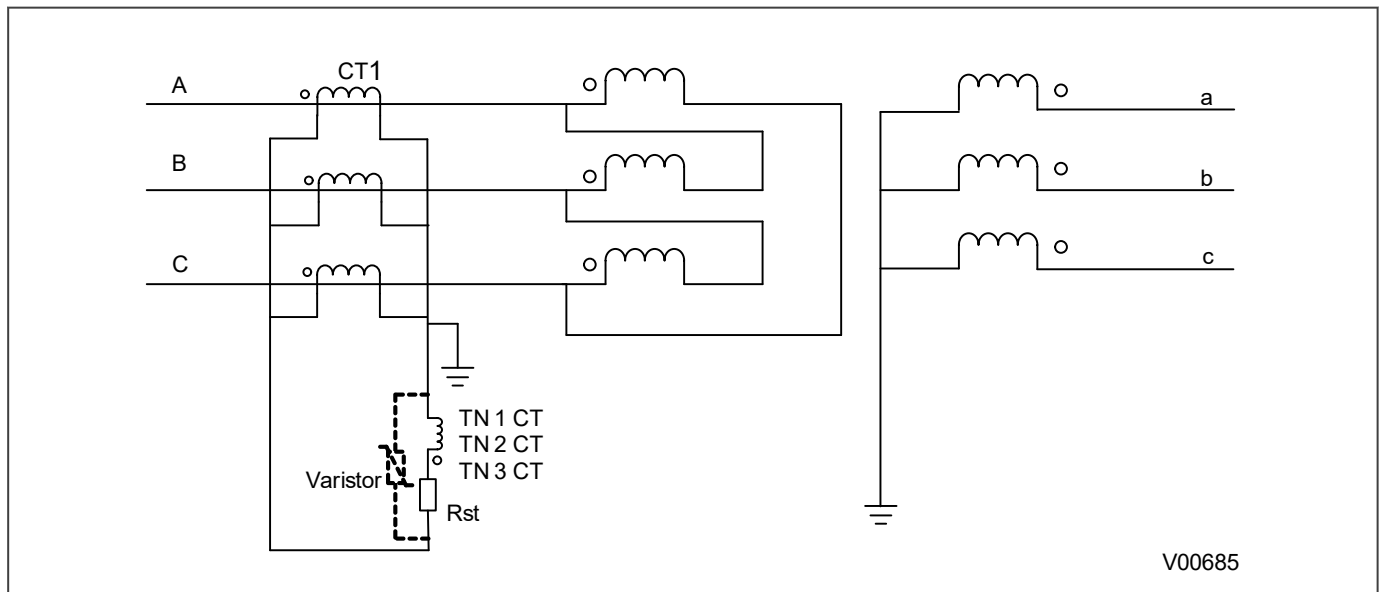 CT1
A
B
C
a
b
c
TN 1 CT
TN 2 CT
TN 3 CT
Varistor
Rst
V00685